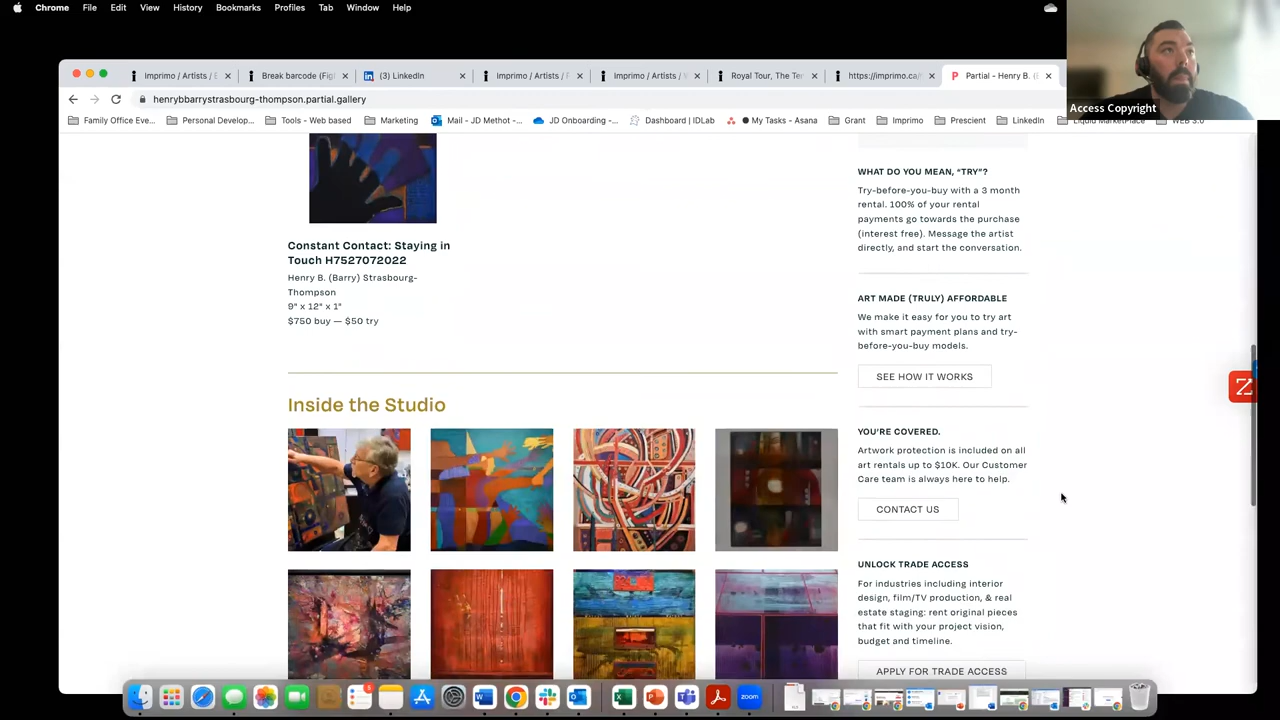 Chrome File Edit View History Bookmarks Profiles Tab Window Help
Access Copyright
Imprimo / Artists / E
Break barcode (Fig
(3) LinkedIn
Imprimo / Artists / F
Imprimo / Artists /
Royal Tour, The Ter
https://imprimo.ca/
Partial - Henry B. (E
henrybbarrystrasbourg-thompson.partial.gallery
Family Office Eve...
Personal Develop...
Tools - Web based
Marketing
Mail - JD Methot -...
JD Onboarding -...
Dashboard | IDLab
My Tasks - Asana
Grant
Imprimo
Prescient
LinkedIn
Liquid MarketPlace
WEB 3.0
Constant Contact: Staying in
Touch H7527072022
Henry B. (Barry) Strasbourg-
Thompson
9" x 12" x 1"
$750 buy — $50 try
Inside the Studio
WHAT DO YOU MEAN, “TRY”?
Try-before-you-buy with a 3 month
rental. 100% of your rental
payments go towards the purchase
(interest free). Message the artist
directly, and start the conversation.
ART MADE (TRULY) AFFORDABLE
We make it easy for you to try art
with smart payment plans and try-
before-you-buy models.
SEE HOW IT WORKS
YOU'RE COVERED.
Artwork protection is included on all
art rentals up to $10K. Our Customer
Care team is always here to help.
CONTACT US
UNLOCK TRADE ACCESS
For industries including interior
design, film/TV production, & real
estate staging: rent original pieces
that fit with your project vision,
budget and timeline.
APPLY FOR TRADE ACCESS
zoom